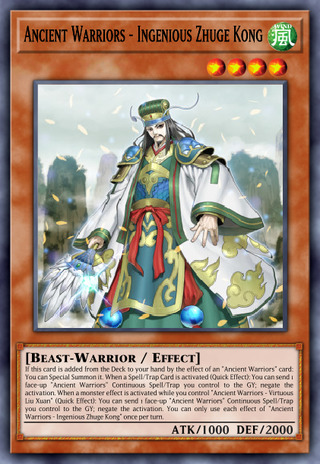 Ancient Warriors - Ingenious Zhuge Kong
WIND
風
[Beast-Warrior / Effect]
If this card is added from the Deck to your hand by the effect of an "Ancient Warriors" card:
You can Special Summon it. When a Spell/Trap Card is activated (Quick Effect): You can send 1
face-up "Ancient Warriors" Continuous Spell/Trap you control to the GY; negate the
activation. When a monster effect is activated while you control "Ancient Warriors - Virtuous
Liu Xuan" (Quick Effect): You can send 1 face-up "Ancient Warriors" Continuous Spell/Trap
you control to the GY; negate the activation. You can only use each effect of "Ancient
Warriors - Ingenious Zhuge Kong" once per turn.
ATK/1000 DEF/2000